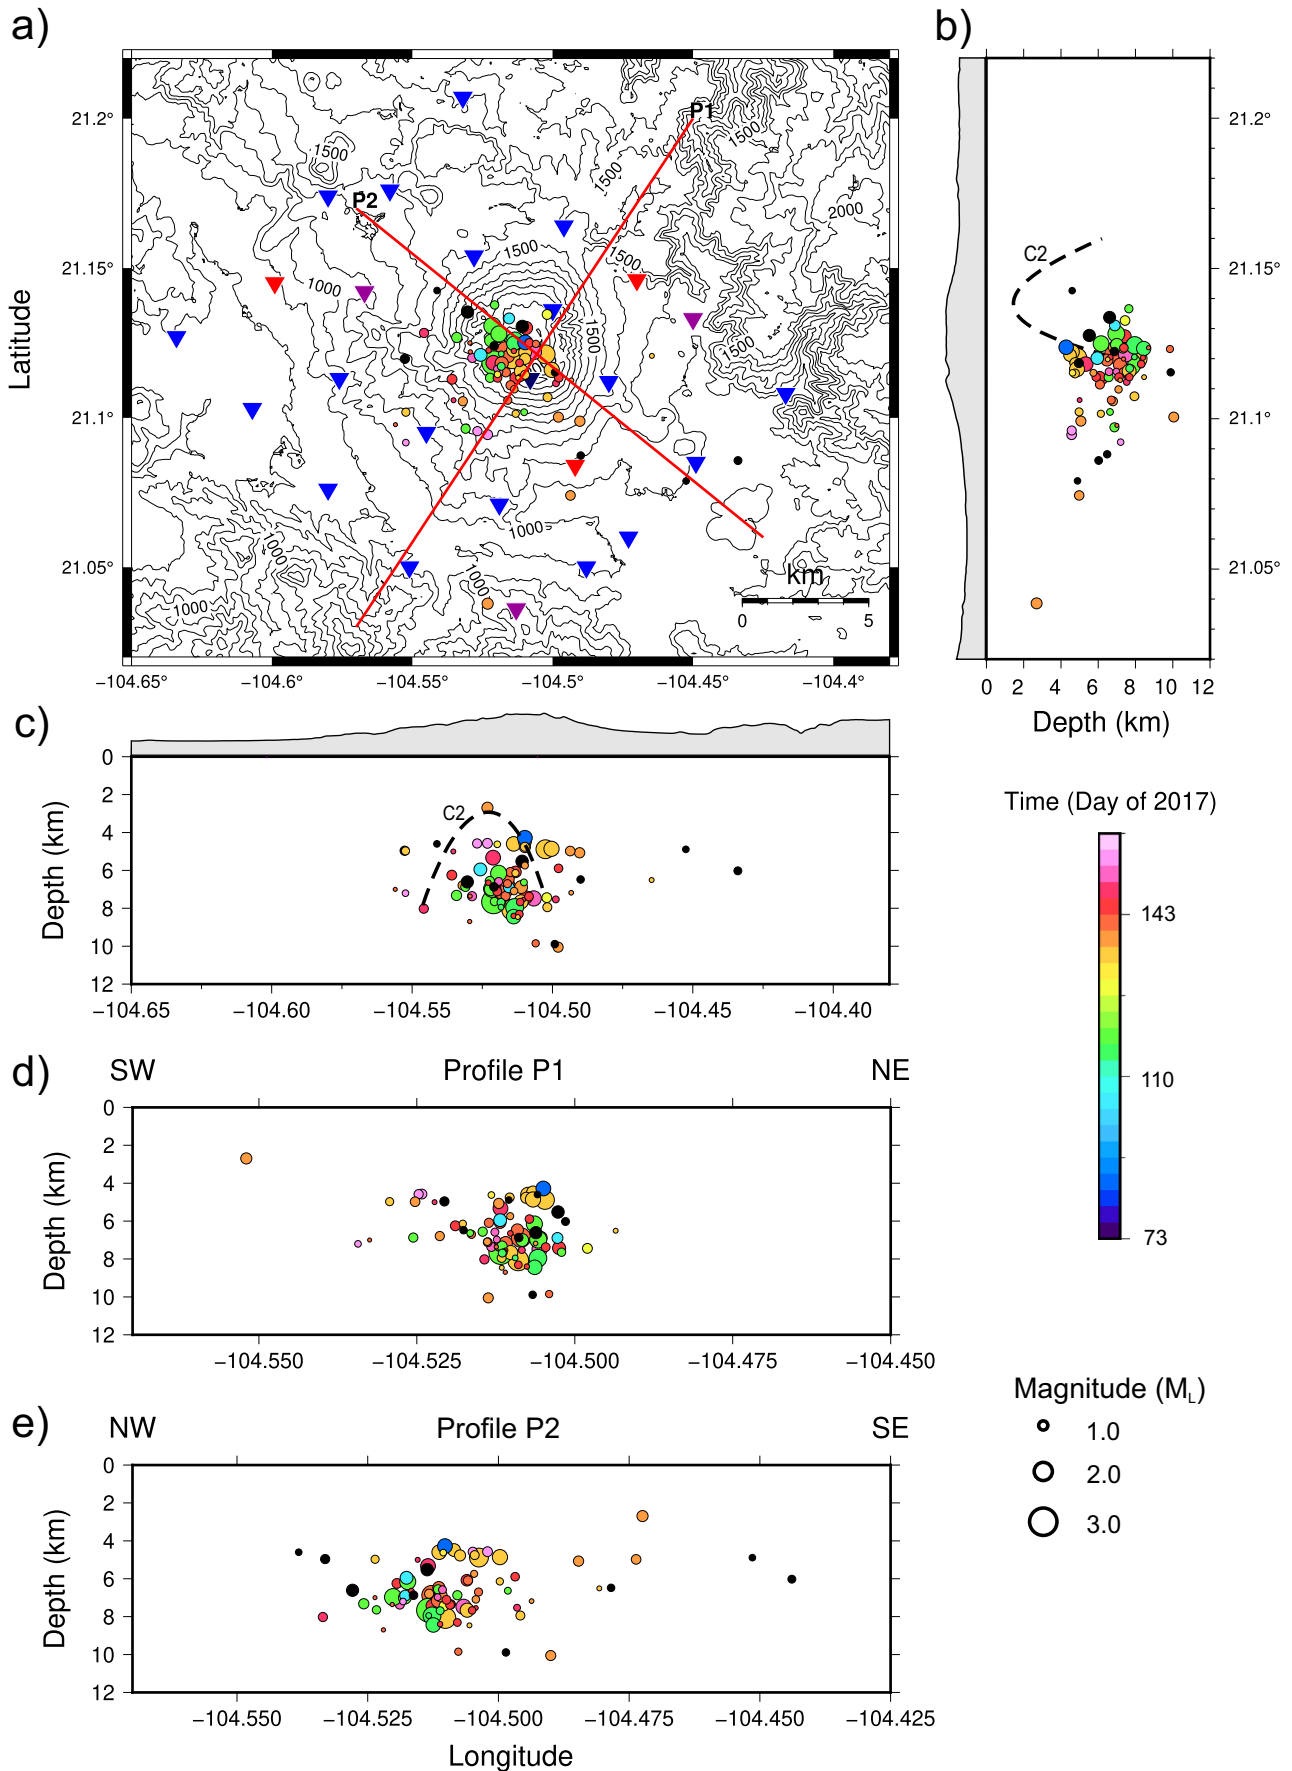 a)
b)
21.2°
21.15°
21.1°
21.05°
Latitude
P1
P2
1500
1500
1500
2000
1500
1500
1000
1500
1500
1000
1000
1000
1000
km
0 5
−104.65° −104.6° −104.55° −104.5° −104.45° −104.4°
C2
21.2°
21.15°
21.1°
21.05°
0 2 4 6 8 10 12
Depth (km)
c)
0
2
4
6
8
10
12
Depth (km)
C2
−104.65 −104.60 −104.55 −104.50 −104.45 −104.40
Time (Day of 2017)
143
110
73
d)
SW Profile P1 NE
0
2
4
6
8
10
12
Depth (km)
−104.550 −104.525 −104.500 −104.475 −104.450
Magnitude (ML)
1.0
2.0
3.0
e)
NW Profile P2 SE
0
2
4
6
8
10
12
Depth (km)
−104.550 −104.525 −104.500 −104.475 −104.450 −104.425
Longitude